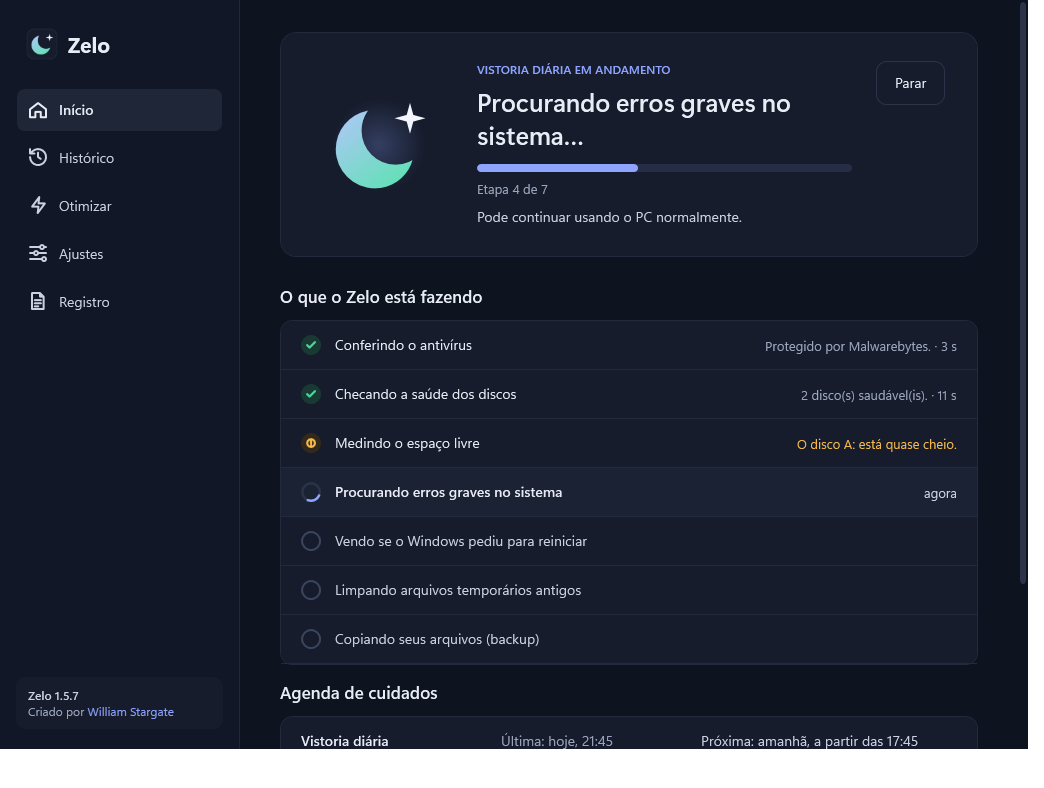 Zelo
Início
Histórico
Otimizar
Ajustes
Registro
Zelo 1.5.7
Criado por William Stargate
VISTORIA DIÁRIA EM ANDAMENTO
Procurando erros graves no
sistema...
Parar
Etapa 4 de 7
Pode continuar usando o PC normalmente.
O que o Zelo está fazendo
Conferindo o antivírus Protegido por Malwarebytes. · 3 s
Checando a saúde dos discos 2 disco(s) saudável(is). · 11 s
Medindo o espaço livre O disco A: está quase cheio.
Procurando erros graves no sistema agora
Vendo se o Windows pediu para reiniciar
Limpando arquivos temporários antigos
Copiando seus arquivos (backup)
Agenda de cuidados
Vistoria diária Última: hoje, 21:45 Próxima: amanhã, a partir das 17:45